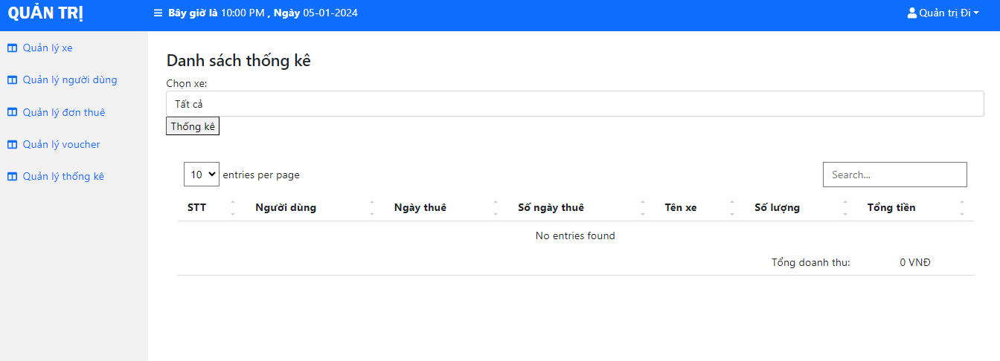 QUẢN TRỊ
Bây giờ là 10:00 PM , Ngày 05-01-2024
Quản trị Đi
Quản lý xe
Quản lý người dùng
Quản lý đơn thuê
Quản lý voucher
Quản lý thống kê
Danh sách thống kê
Chọn xe:
Tất cả
Thống kê
10 entries per page
Search...
STT Người dùng Ngày thuê Số ngày thuê Tên xe Số lượng Tổng tiền
No entries found
Tổng doanh thu: 0 VNĐ